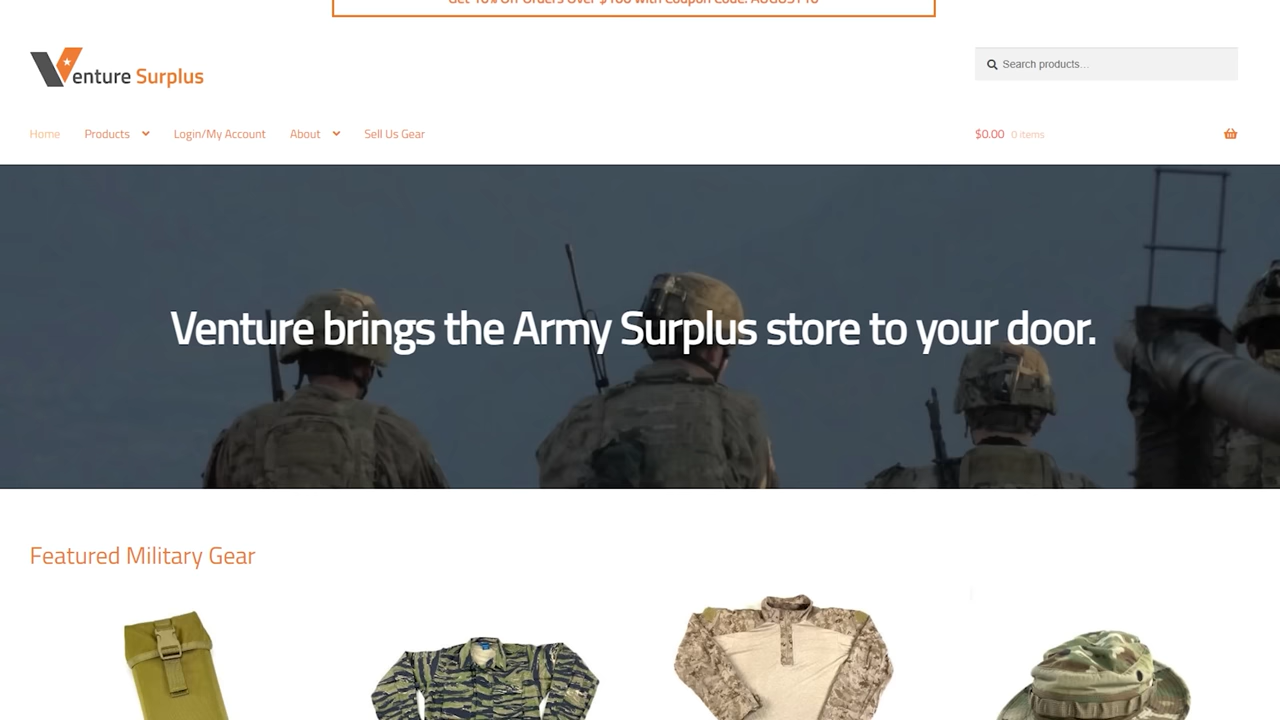 Get 10% Off Orders Over $100 with Coupon Code: AUGUST10
Venture Surplus
Search products…
Home Products Login/My Account About Sell Us Gear
$0.00 0 items
Venture brings the Army Surplus store to your door.
Featured Military Gear